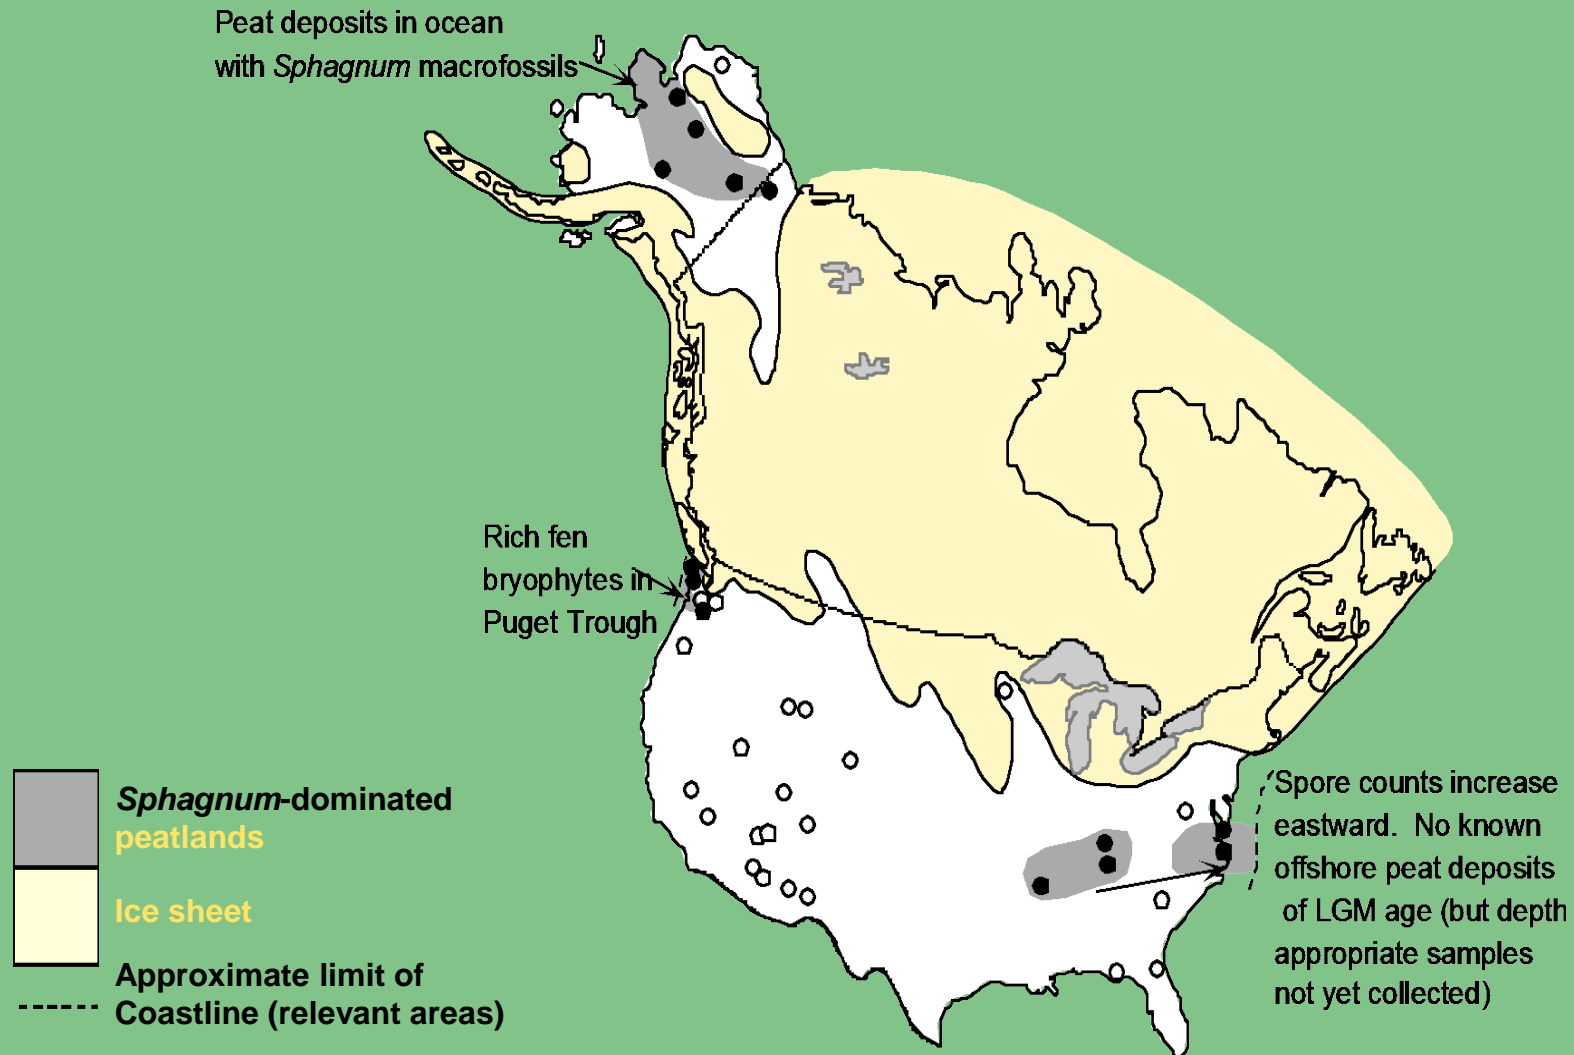 Peat deposits in ocean
with Sphagnum macrofossils
Rich fen
bryophytes in
Puget Trough
Sphagnum-dominated
peatlands
Ice sheet
Approximate limit of
Coastline (relevant areas)
Spore counts increase
eastward. No known
offshore peat deposits
of LGM age (but depth
appropriate samples
not yet collected)